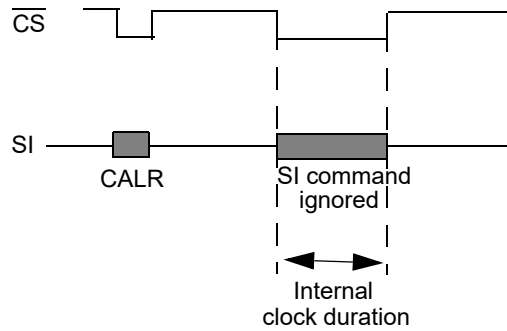 CS
SI
CALR
SI command
ignored
Internal
clock duration